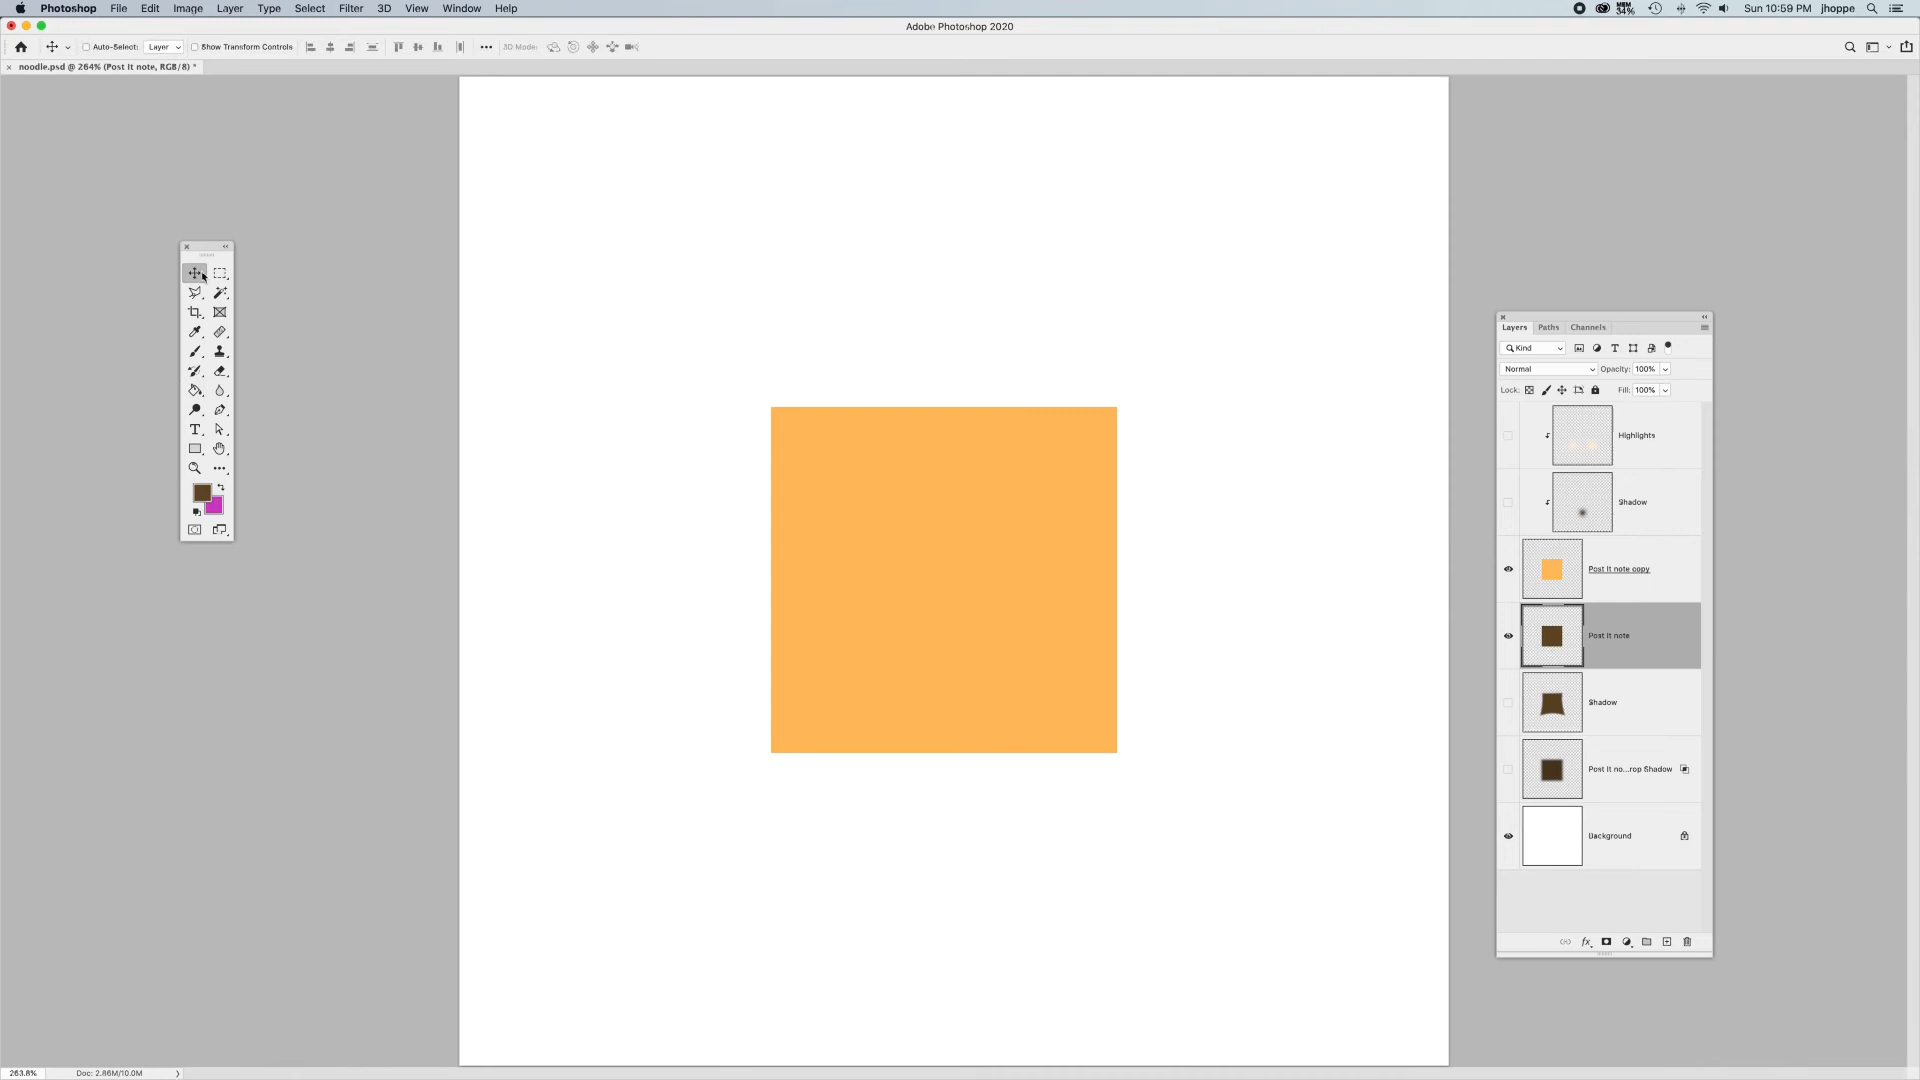 Photoshop File Edit Image Layer Type Select Filter 3D View Window Help MEM 34% Sun 10:59 PM jhoppe
Adobe Photoshop 2020
Auto-Select: Layer Show Transform Controls 3D Mode:
noodle.psd @ 264% (Post It note, RGB/8) *
Layers Paths Channels
Kind
Normal Opacity: 100%
Lock: Fill: 100%
Highlights
Shadow
Post It note copy
Post It note
Shadow
Post It no...rop Shadow
Background
fx
263.8% Doc: 2.86M/10.0M